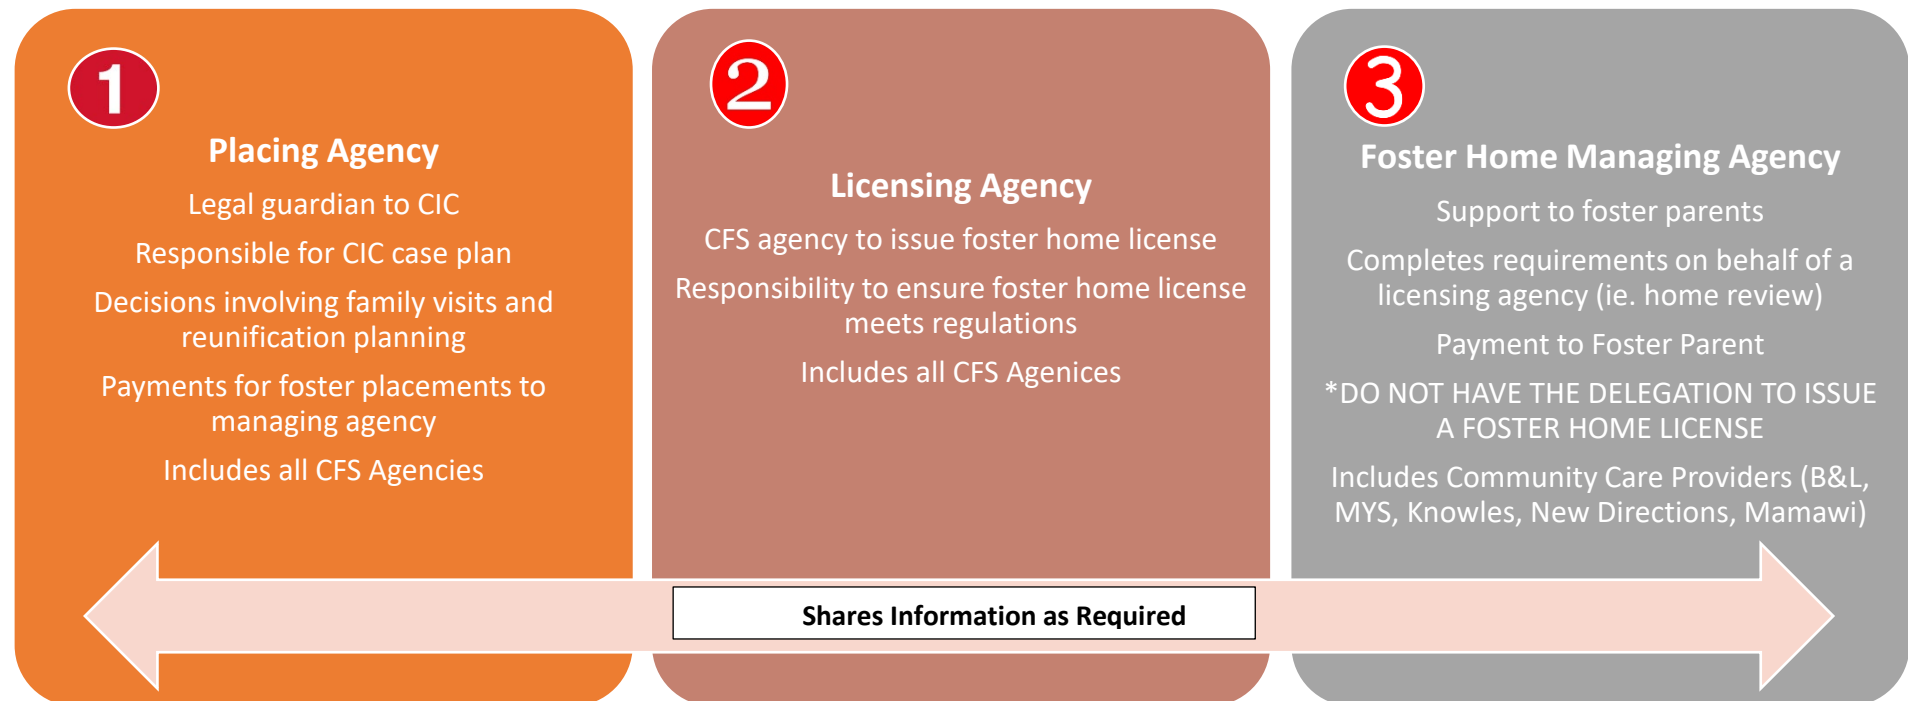 1
Placing Agency
Legal guardian to CIC
Responsible for CIC case plan
Decisions involving family visits and
reunification planning
Payments for foster placements to
managing agency
Includes all CFS Agencies
2
Licensing Agency
CFS agency to issue foster home license
Responsibility to ensure foster home license
meets regulations
Includes all CFS Agenices
3
Foster Home Managing Agency
Support to foster parents
Completes requirements on behalf of a
licensing agency (ie. home review)
Payment to Foster Parent
*DO NOT HAVE THE DELEGATION TO ISSUE
A FOSTER HOME LICENSE
Includes Community Care Providers (B&L,
MYS, Knowles, New Directions, Mamawi)
Shares Information as Required